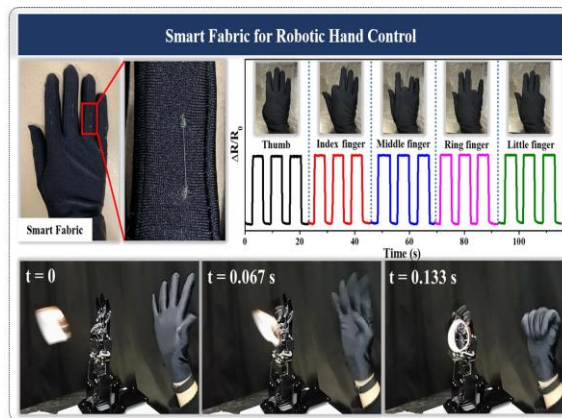 Smart Fabric for Robotic Hand Control
Smart Fabric
ΔR/R₀
Thumb
Index finger
Middle finger
Ring finger
Little finger
0 20 40 60 80 100
Time (s)
t = 0
t = 0.067 s
t = 0.133 s